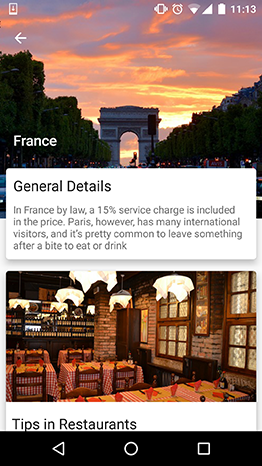 11:13
France
General Details
In France by law, a 15% service charge is included
in the price. Paris, however, has many international
visitors, and it's pretty common to leave something
after a bite to eat or drink
Tips in Restaurants